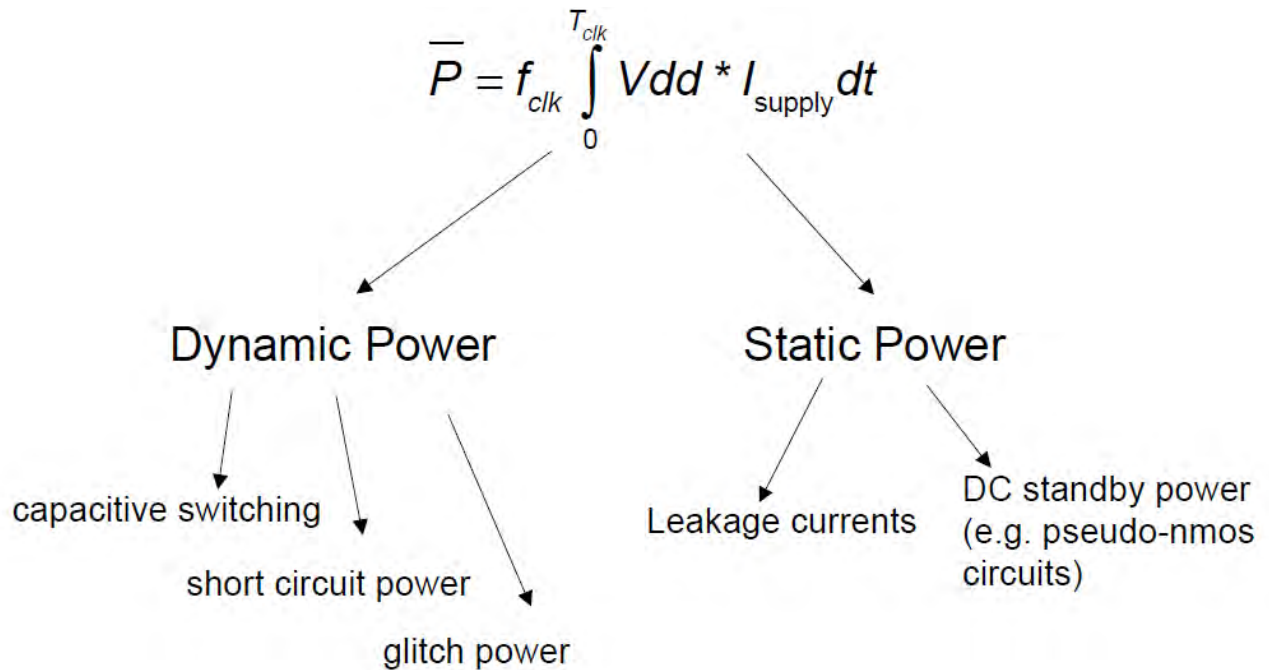 P̅ = f_clk ∫_0^{T_clk} Vdd * I_supply dt
Dynamic Power
Static Power
capacitive switching
short circuit power
glitch power
Leakage currents
DC standby power
(e.g. pseudo-nmos
circuits)